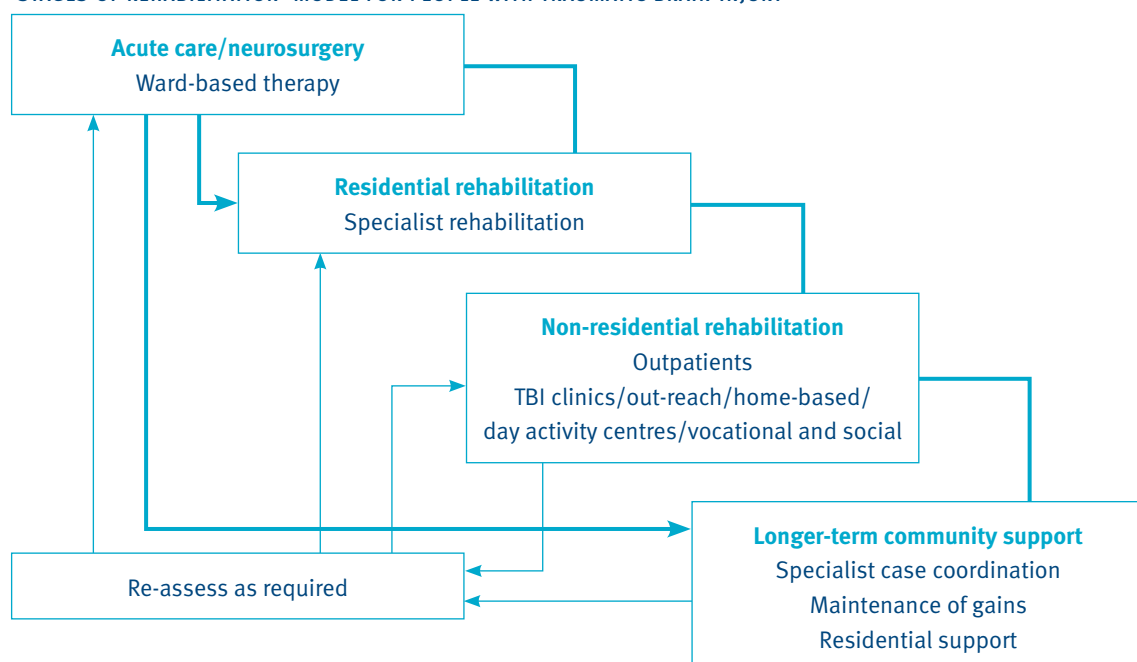 Acute care/neurosurgery
Ward-based therapy
Residential rehabilitation
Specialist rehabilitation
Non-residential rehabilitation
Outpatients
TBI clinics/out-reach/home-based/
day activity centres/vocational and social
Longer-term community support
Specialist case coordination
Maintenance of gains
Residential support
Re-assess as required